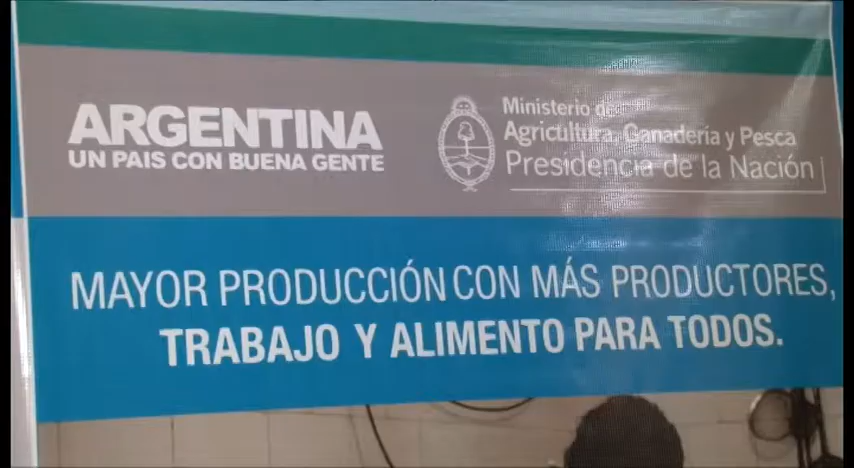 ARGENTINA
UN PAIS CON BUENA GENTE
Ministerio de
Agricultura, Ganadería y Pesca
Presidencia de la Nación
MAYOR PRODUCCIÓN CON MÁS PRODUCTORES,
TRABAJO Y ALIMENTO PARA TODOS.